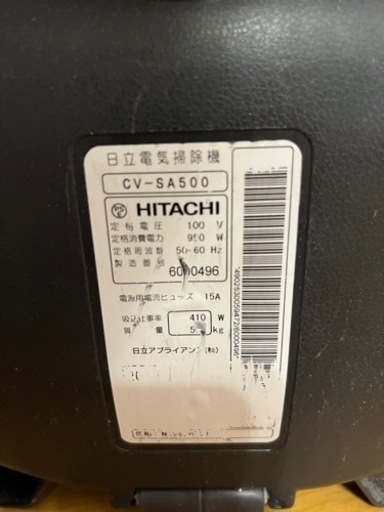 日立電気掃除機
CV-SA500
HITACHI
定格電圧 100 V
定格消費電力 W
定格周波数 50-60 Hz
製造番号
電源用電流ヒューズ 15A
吸込仕事率 410 W
質量 kg
日立アプライアンス(株)
*4902530059472